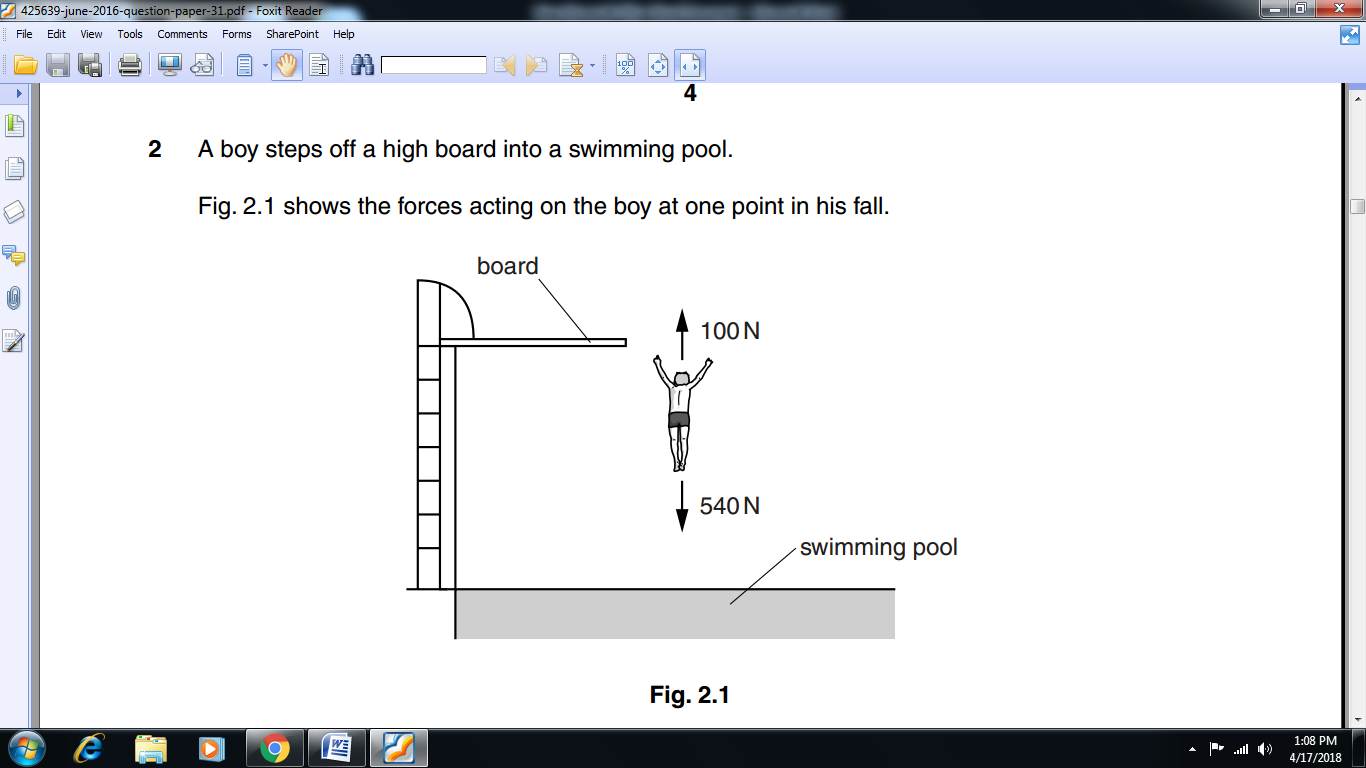 425639-june-2016-question-paper-31.pdf - Foxit Reader
File Edit View Tools Comments Forms SharePoint Help
4
2 A boy steps off a high board into a swimming pool.
Fig. 2.1 shows the forces acting on the boy at one point in his fall.
board
100 N
540 N
swimming pool
Fig. 2.1
1:08 PM
4/17/2018